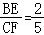 BE/CF = 2/5